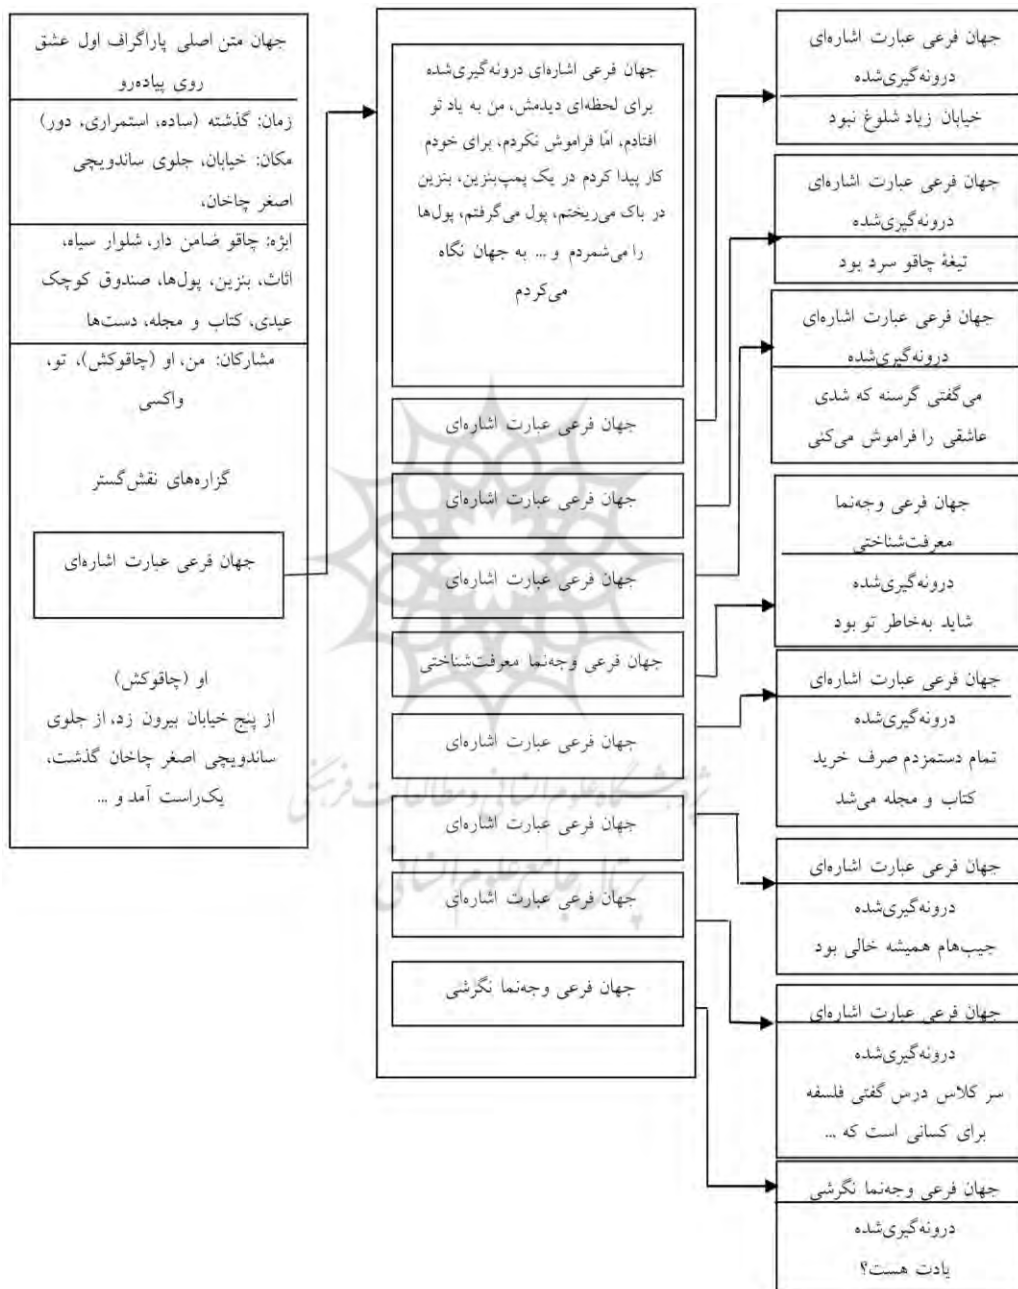 جهان متن اصلی پاراگراف اول عشق
روی پیاده‌رو
زمان: گذشته (ساده، استمراری، دور)
مکان: خیابان، جلوی ساندویچی
اصغر چاخان،
ابژه: چاقو ضامن دار، شلوار سیاه،
اثاث، بنزین، پول‌ها، صندوق کوچک
عیدی، کتاب و مجله، دست‌ها
مشارکان: من، او (چاقوکش)، تو،
واکسی
گزاره‌های نقش‌گستر
جهان فرعی عبارت اشاره‌ای
او (چاقوکش)
از پنج خیابان بیرون زد، از جلوی
ساندویچی اصغر چاخان گذشت،
یک‌راست آمد و ...
جهان فرعی اشاره‌ای درونه‌گیری‌شده
برای لحظه‌ای دیدمش، من به یاد تو
افتادم، امّا فراموش نکردم، برای خودم
کار پیدا کردم در یک پمپ‌بنزین، بنزین
در باک می‌ریختم، پول می‌گرفتم، پول‌ها
را می‌شمردم و ... به جهان نگاه
می‌کردم
جهان فرعی عبارت اشاره‌ای
جهان فرعی عبارت اشاره‌ای
جهان فرعی عبارت اشاره‌ای
جهان فرعی وجه‌نما معرفت‌شناختی
جهان فرعی عبارت اشاره‌ای
جهان فرعی عبارت اشاره‌ای
جهان فرعی عبارت اشاره‌ای
جهان فرعی وجه‌نما نگرشی
جهان فرعی عبارت اشاره‌ای
درونه‌گیری‌شده
خیابان زیاد شلوغ نبود
جهان فرعی عبارت اشاره‌ای
درونه‌گیری‌شده
تیغهٔ چاقو سرد بود
جهان فرعی عبارت اشاره‌ای
درونه‌گیری‌شده
می‌گفتی گرسنه که شدی
عاشقی را فراموش می‌کنی
جهان فرعی وجه‌نما
معرفت‌شناختی
درونه‌گیری‌شده
شاید به‌خاطر تو بود
جهان فرعی عبارت اشاره‌ای
درونه‌گیری‌شده
تمام دستمزدم صرف خرید
کتاب و مجله می‌شد
جهان فرعی عبارت اشاره‌ای
درونه‌گیری‌شده
جیب‌هام همیشه خالی بود
جهان فرعی عبارت اشاره‌ای
درونه‌گیری‌شده
سر کلاس درس گفتی فلسفه
برای کسانی است که ...
جهان فرعی وجه‌نما نگرشی
درونه‌گیری‌شده
یادت هست؟
پژوهشگاه علوم انسانی و مطالعات فرهنگی
پرتال جامع علوم انسانی